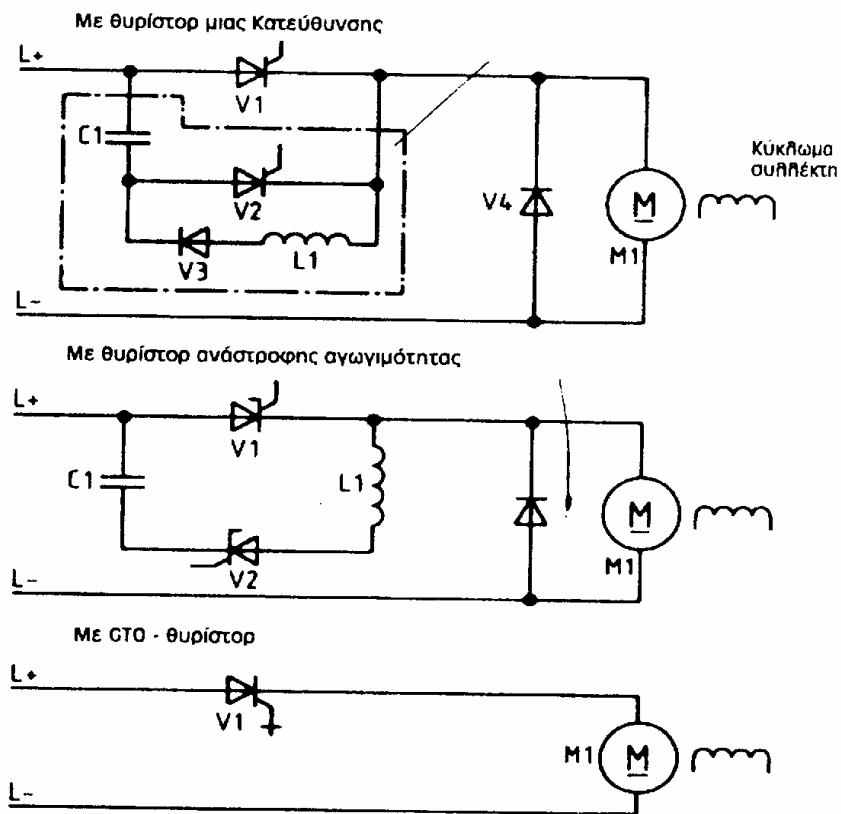 Με θυρίστορ μιας Κατεύθυνσης
L+
V1
C1
Κύκλωμα
συλλέκτη
V2
V4
M
M1
V3
L1
L-
Με θυρίστορ ανάστροφης αγωγιμότητας
L+
V1
C1
L1
M
V2
M1
L-
Με GTO - θυρίστορ
L+
V1
M1
M
L-